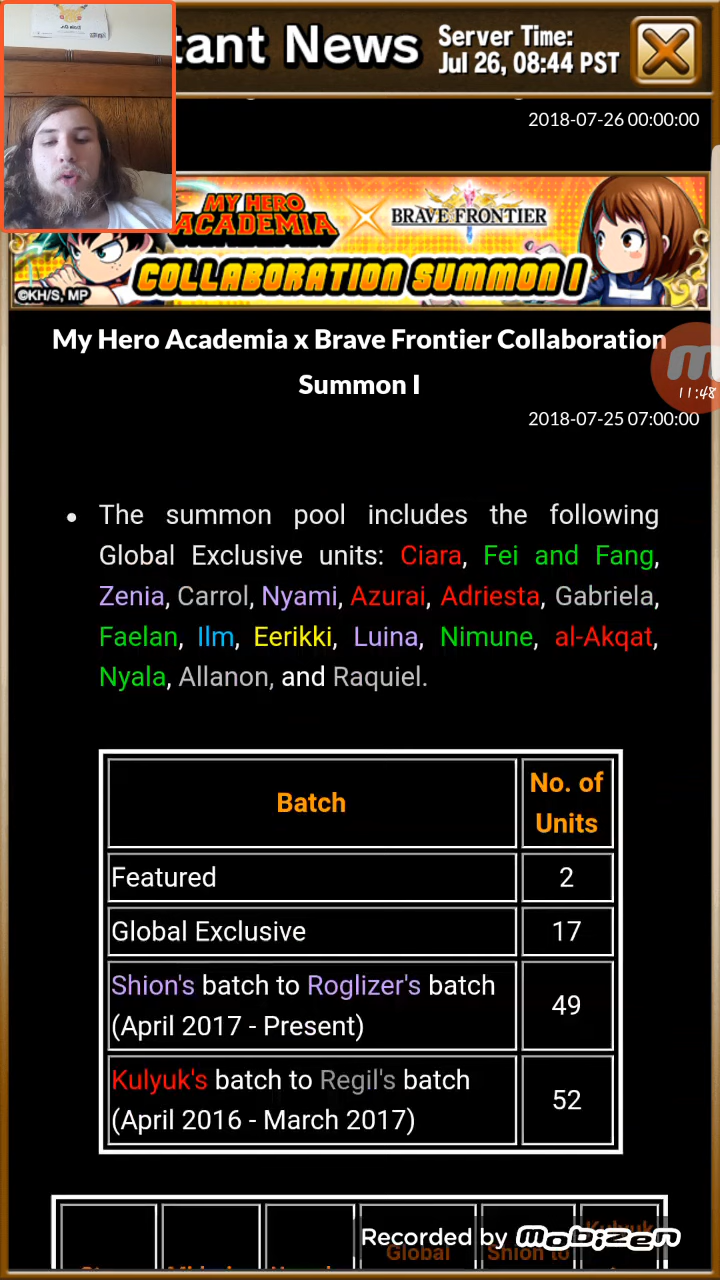 tant News
Server Time:
Jul 26, 08:44 PST
2018-07-26 00:00:00
MY HERO ACADEMIA
BRAVE FRONTIER
COLLABORATION SUMMON I
©KH/S, MP
My Hero Academia x Brave Frontier Collaboration
Summon I
11:48
2018-07-25 07:00:00
• The summon pool includes the following
Global Exclusive units: Ciara, Fei and Fang,
Zenia, Carrol, Nyami, Azurai, Adriesta, Gabriela,
Faelan, Ilm, Eerikki, Luina, Nimune, al-Akqat,
Nyala, Allanon, and Raquiel.
Batch
No. of
Units
Featured
2
Global Exclusive
17
Shion's batch to Roglizer's batch
(April 2017 - Present)
49
Kulyuk's batch to Regil's batch
(April 2016 - March 2017)
52
Recorded by mobizen
Global
Shion to